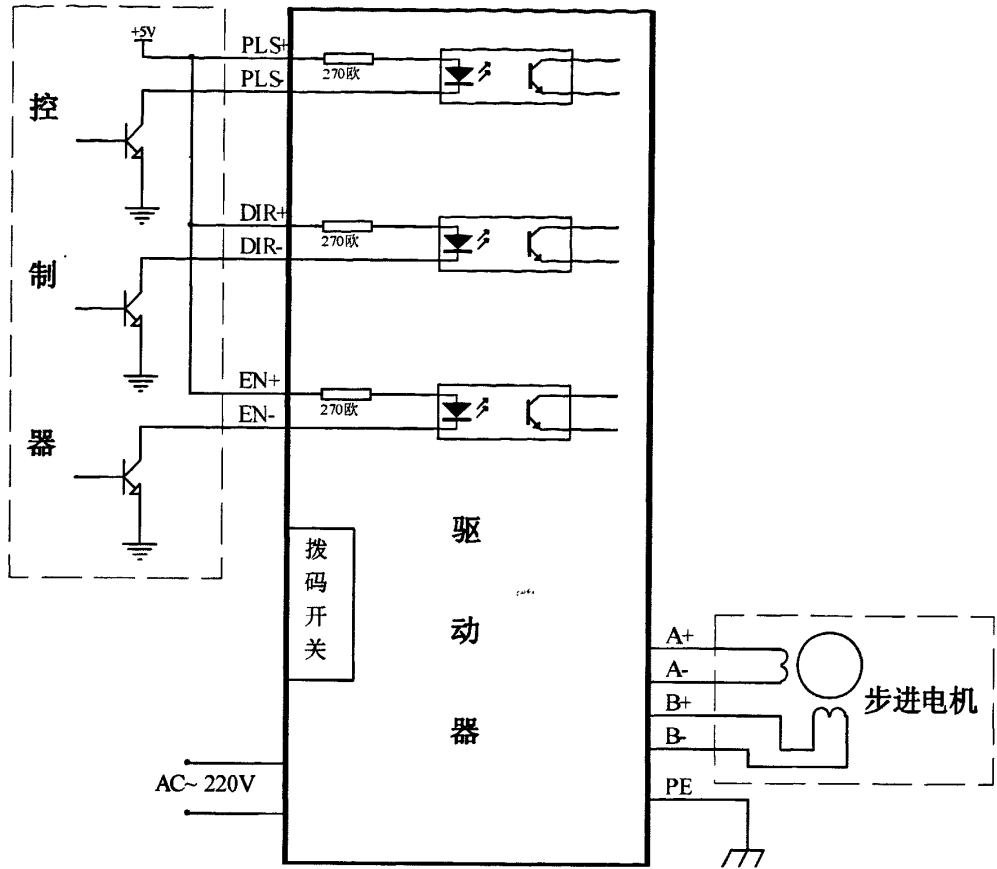 +5V
PLS+
270欧
PLS-
控
DIR+
270欧
DIR-
制
EN+
270欧
EN-
器
驱
动
器
拨
码
开
关
A+
A-
B+
B-
步进电机
AC~ 220V
PE